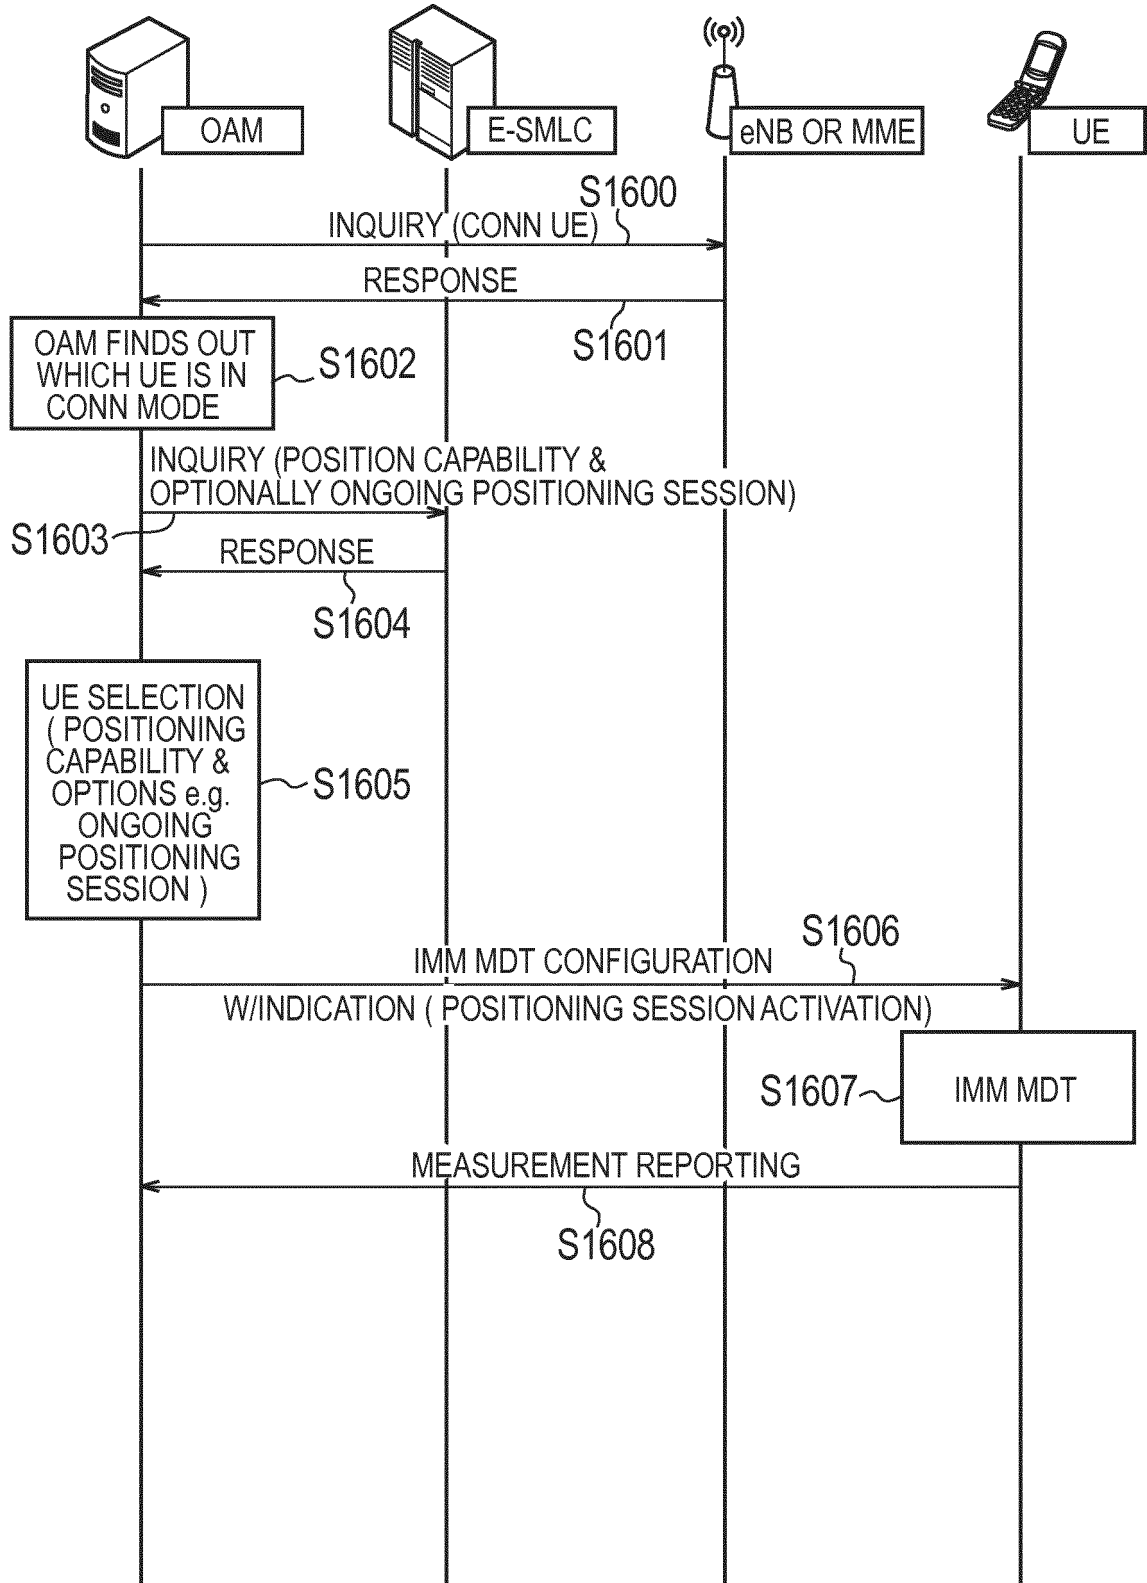 OAM
E-SMLC
eNB OR MME
UE
S1600
INQUIRY (CONN UE)
RESPONSE
S1601
OAM FINDS OUT
WHICH UE IS IN
CONN MODE
S1602
INQUIRY (POSITION CAPABILITY &
OPTIONALLY ONGOING POSITIONING SESSION)
S1603
RESPONSE
S1604
UE SELECTION
( POSITIONING
CAPABILITY &
OPTIONS e.g.
ONGOING
POSITIONING
SESSION )
S1605
S1606
IMM MDT CONFIGURATION
W/INDICATION ( POSITIONING SESSION ACTIVATION)
S1607
IMM MDT
MEASUREMENT REPORTING
S1608